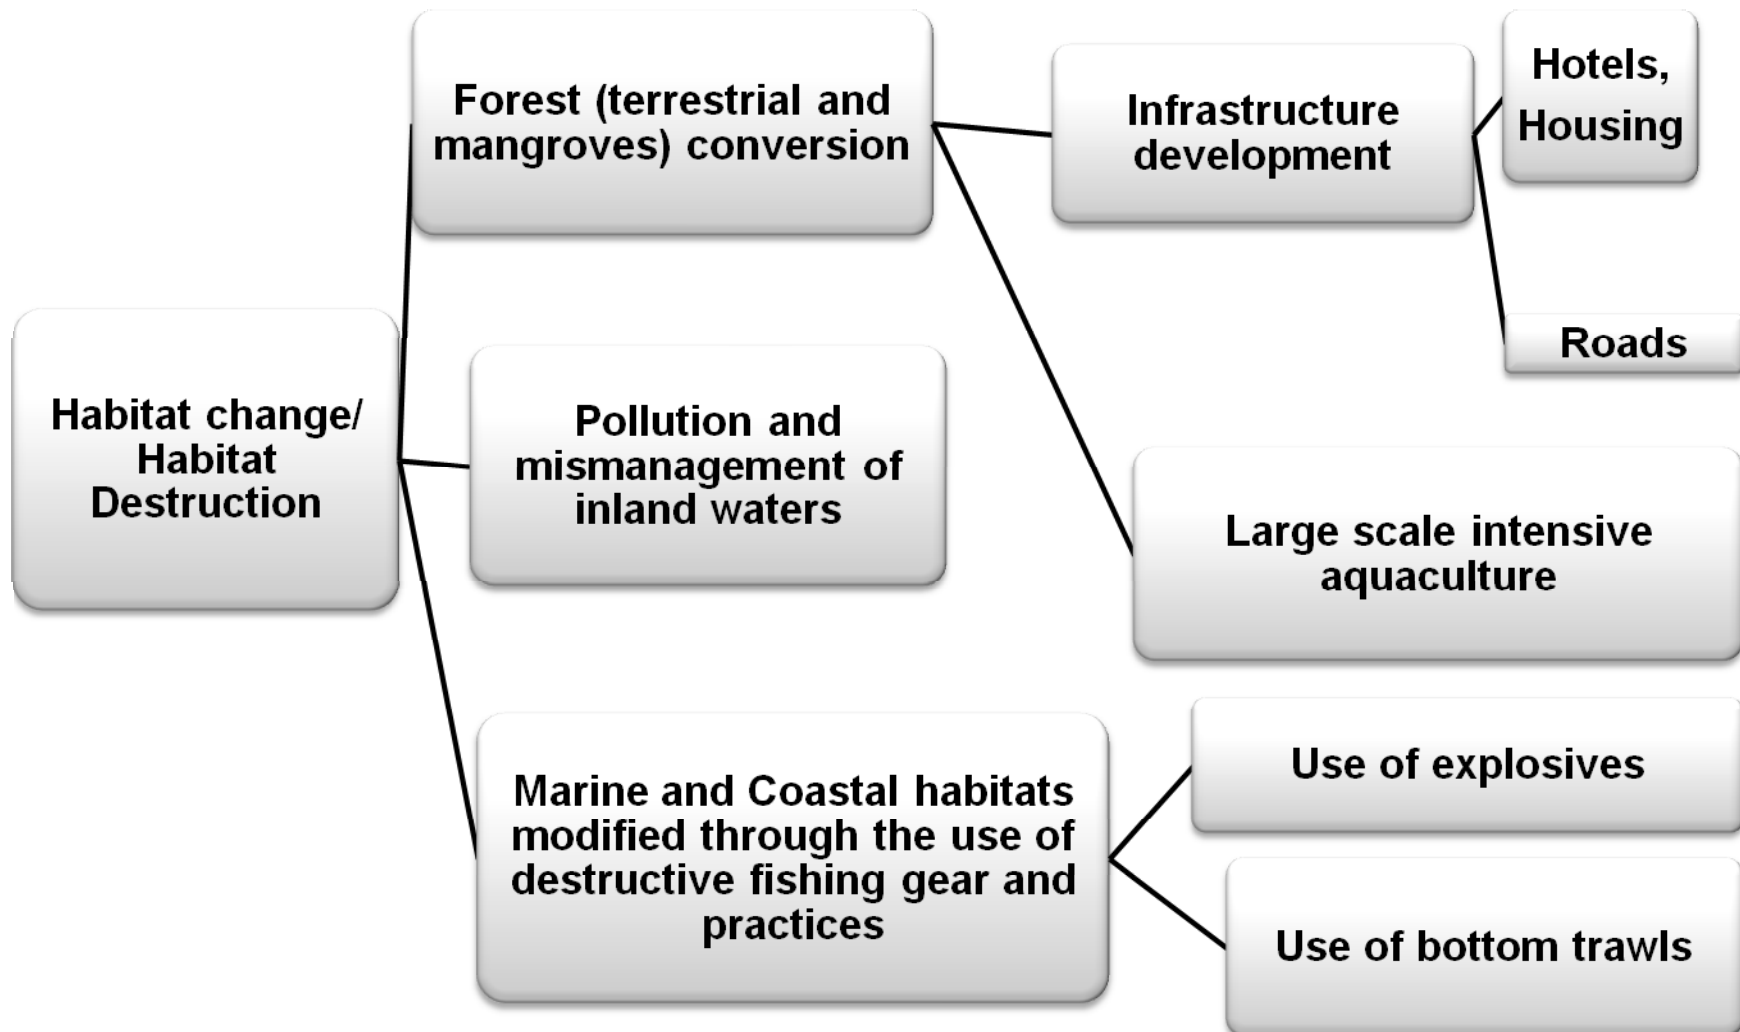 Forest (terrestrial and
mangroves) conversion
Infrastructure
development
Hotels,
Housing
Roads
Habitat change/
Habitat
Destruction
Pollution and
mismanagement of
inland waters
Large scale intensive
aquaculture
Marine and Coastal habitats
modified through the use of
destructive fishing gear and
practices
Use of explosives
Use of bottom trawls